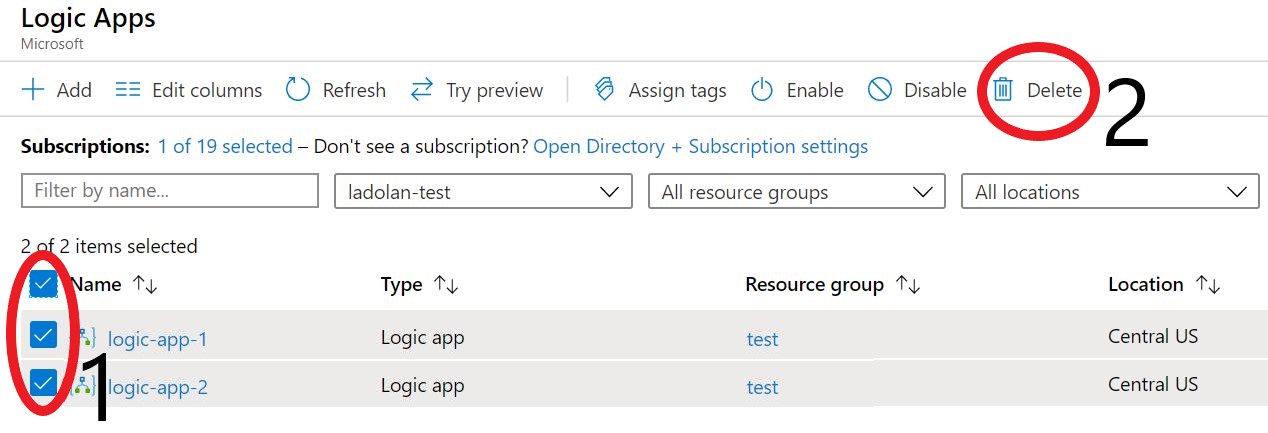 Logic Apps
Microsoft
Add Edit columns Refresh Try preview Assign tags Enable Disable Delete 2
Subscriptions: 1 of 19 selected – Don't see a subscription? Open Directory + Subscription settings
Filter by name... ladolan-test All resource groups All locations
2 of 2 items selected
Name Type Resource group Location
logic-app-1 Logic app test Central US
logic-app-2 Logic app test Central US
1